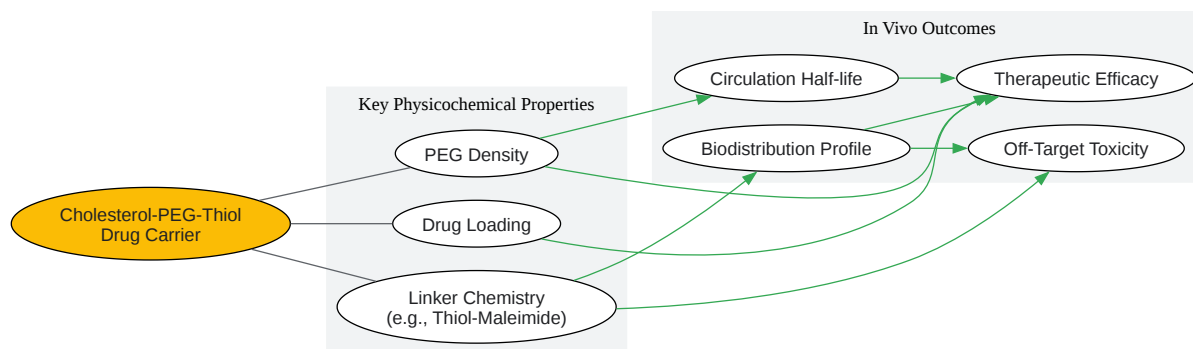 In Vivo Outcomes
Circulation Half-life
Therapeutic Efficacy
Key Physicochemical Properties
PEG Density
Biodistribution Profile
Off-Target Toxicity
Cholesterol-PEG-Thiol
Drug Carrier
Drug Loading
Linker Chemistry
(e.g., Thiol-Maleimide)